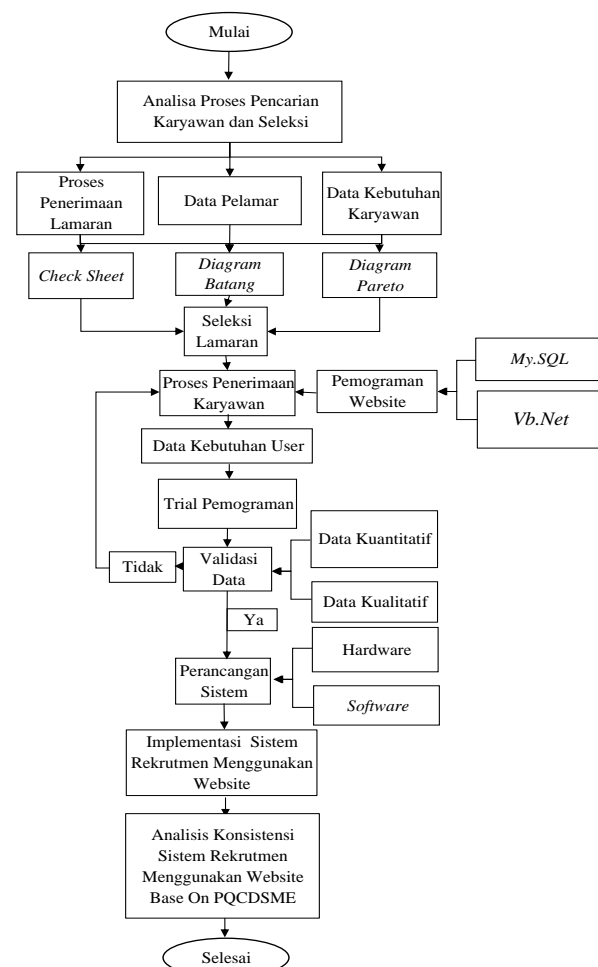 Mulai
Analisa Proses Pencarian
Karyawan dan Seleksi
Proses
Penerimaan
Lamaran
Data Pelamar
Data Kebutuhan
Karyawan
Check Sheet
Diagram
Batang
Diagram
Pareto
Seleksi
Lamaran
Proses Penerimaan
Karyawan
Pemograman
Website
My.SQL
Vb.Net
Data Kebutuhan User
Trial Pemograman
Validasi
Data
Tidak
Data Kuantitatif
Data Kualitatif
Ya
Perancangan
Sistem
Hardware
Software
Implementasi Sistem
Rekrutmen Menggunakan
Website
Analisis Konsistensi
Sistem Rekrutmen
Menggunakan Website
Base On PQCDSME
Selesai